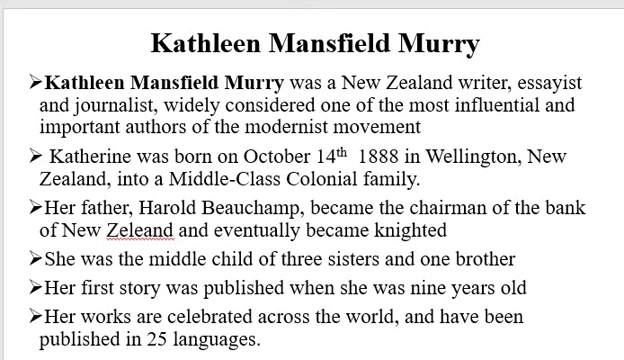 Kathleen Mansfield Murry
➢Kathleen Mansfield Murry was a New Zealand writer, essayist
and journalist, widely considered one of the most influential and
important authors of the modernist movement
➢ Katherine was born on October 14th 1888 in Wellington, New
Zealand, into a Middle-Class Colonial family.
➢Her father, Harold Beauchamp, became the chairman of the bank
of New Zeleand and eventually became knighted
➢She was the middle child of three sisters and one brother
➢Her first story was published when she was nine years old
➢Her works are celebrated across the world, and have been
published in 25 languages.